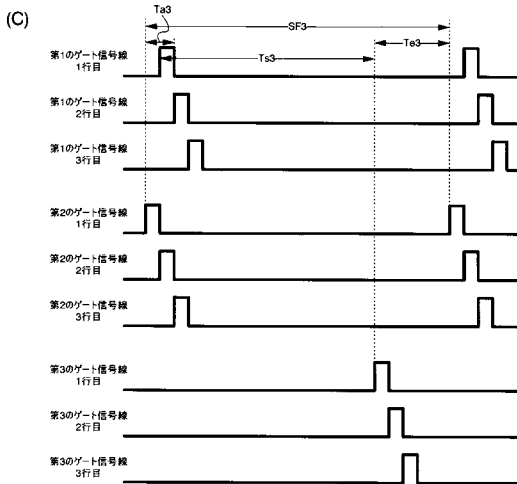 (C)
Ta3
SF3
Te3
Ts3
第1のゲート信号線
1行目
第1のゲート信号線
2行目
第1のゲート信号線
3行目
第2のゲート信号線
1行目
第2のゲート信号線
2行目
第2のゲート信号線
3行目
第3のゲート信号線
1行目
第3のゲート信号線
2行目
第3のゲート信号線
3行目